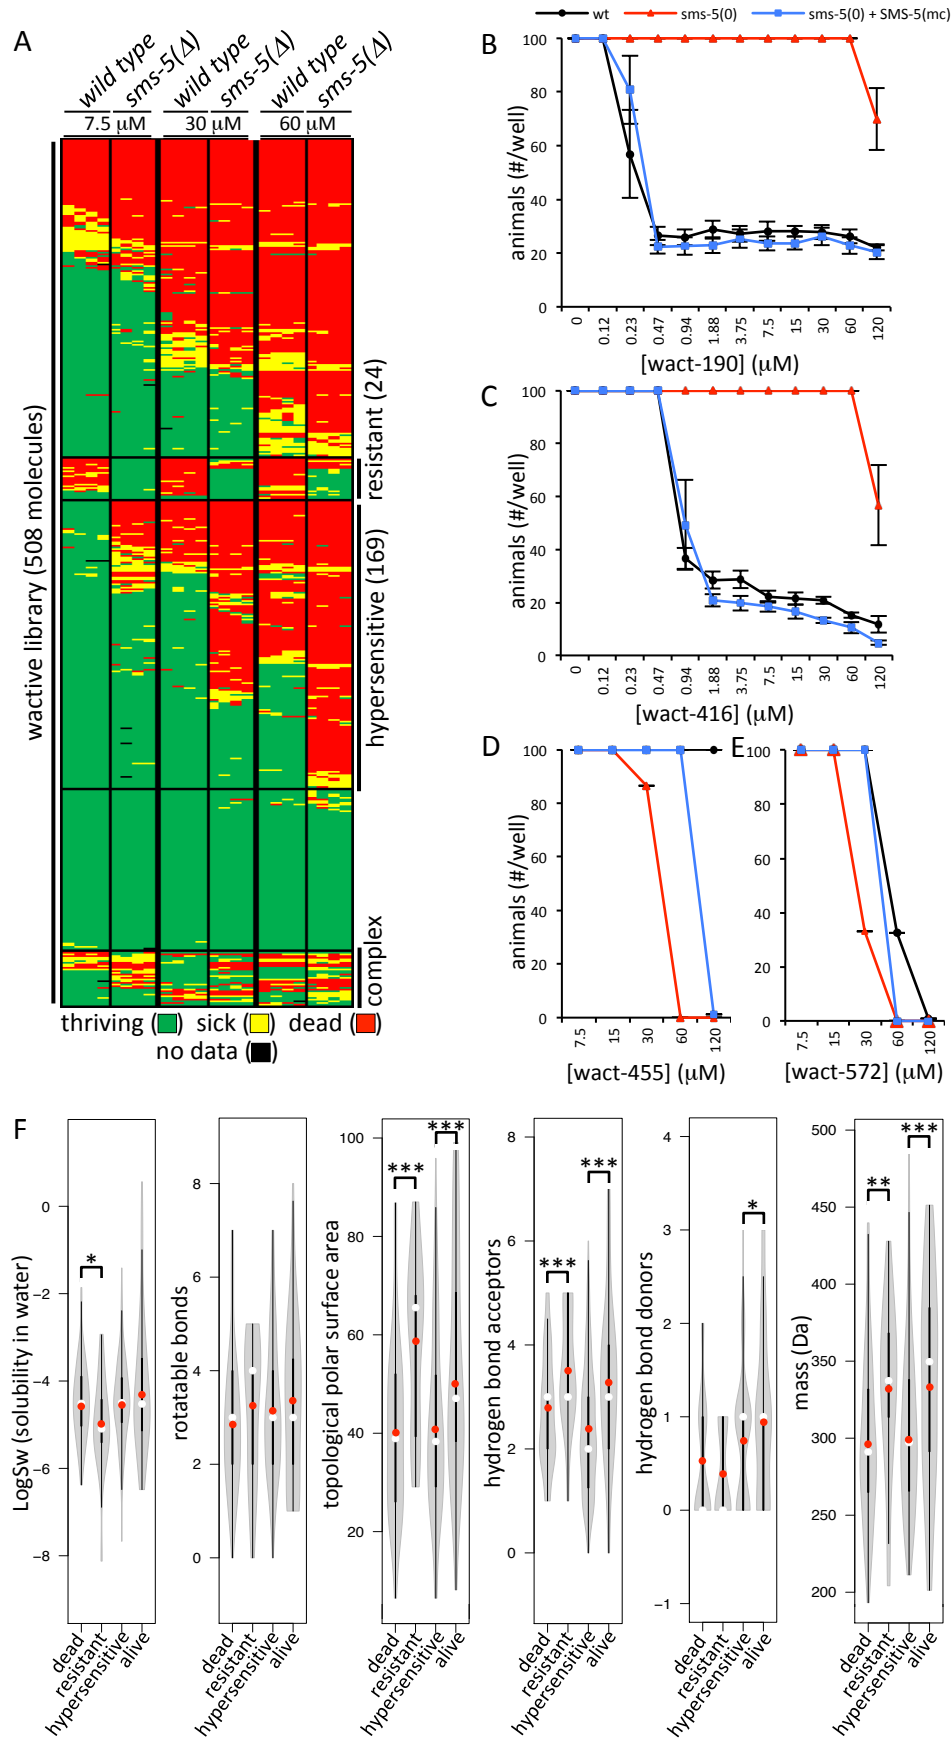 wt sms-5(0) sms-5(0) + SMS-5(mc)
A
wild type sms-5(Δ) wild type sms-5(Δ) wild type sms-5(Δ)
7.5 μM 30 μM 60 μM
wactive library (508 molecules)
resistant (24)
hypersensitive (169)
complex
thriving ( ) sick ( ) dead ( )
no data ( )
B
animals (#/well)
100
80
60
40
20
0
0 0.12 0.23 0.47 0.94 1.88 3.75 7.5 15 30 60 120
[wact-190] (μM)
C
animals (#/well)
100
80
60
40
20
0
0 0.12 0.23 0.47 0.94 1.88 3.75 7.5 15 30 60 120
[wact-416] (μM)
D
animals (#/well)
100
80
60
40
20
0
7.5 15 30 60 120
[wact-455] (μM)
E
100
80
60
40
20
0
7.5 15 30 60 120
[wact-572] (μM)
F
LogSw (solubility in water)
0
−2
−4
−6
−8
*
dead resistant hypersensitive alive
rotatable bonds
8
6
4
2
0
dead resistant hypersensitive alive
topological polar surface area
100
80
60
40
20
*** ***
dead resistant hypersensitive alive
hydrogen bond acceptors
8
6
4
2
0
*** ***
dead resistant hypersensitive alive
hydrogen bond donors
4
3
2
1
0
−1
*
dead resistant hypersensitive alive
mass (Da)
500
450
400
350
300
250
200
** ***
dead resistant hypersensitive alive